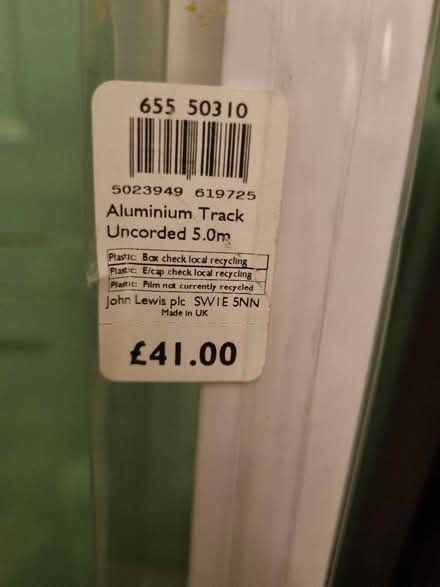 655 50310
5023949 619725
Aluminium Track
Uncorded 5.0m
Plastic: Box check local recycling
Plastic: E/cap check local recycling
Plastic: Film not currently recycled
John Lewis plc SW1E 5NN
Made in UK
£41.00